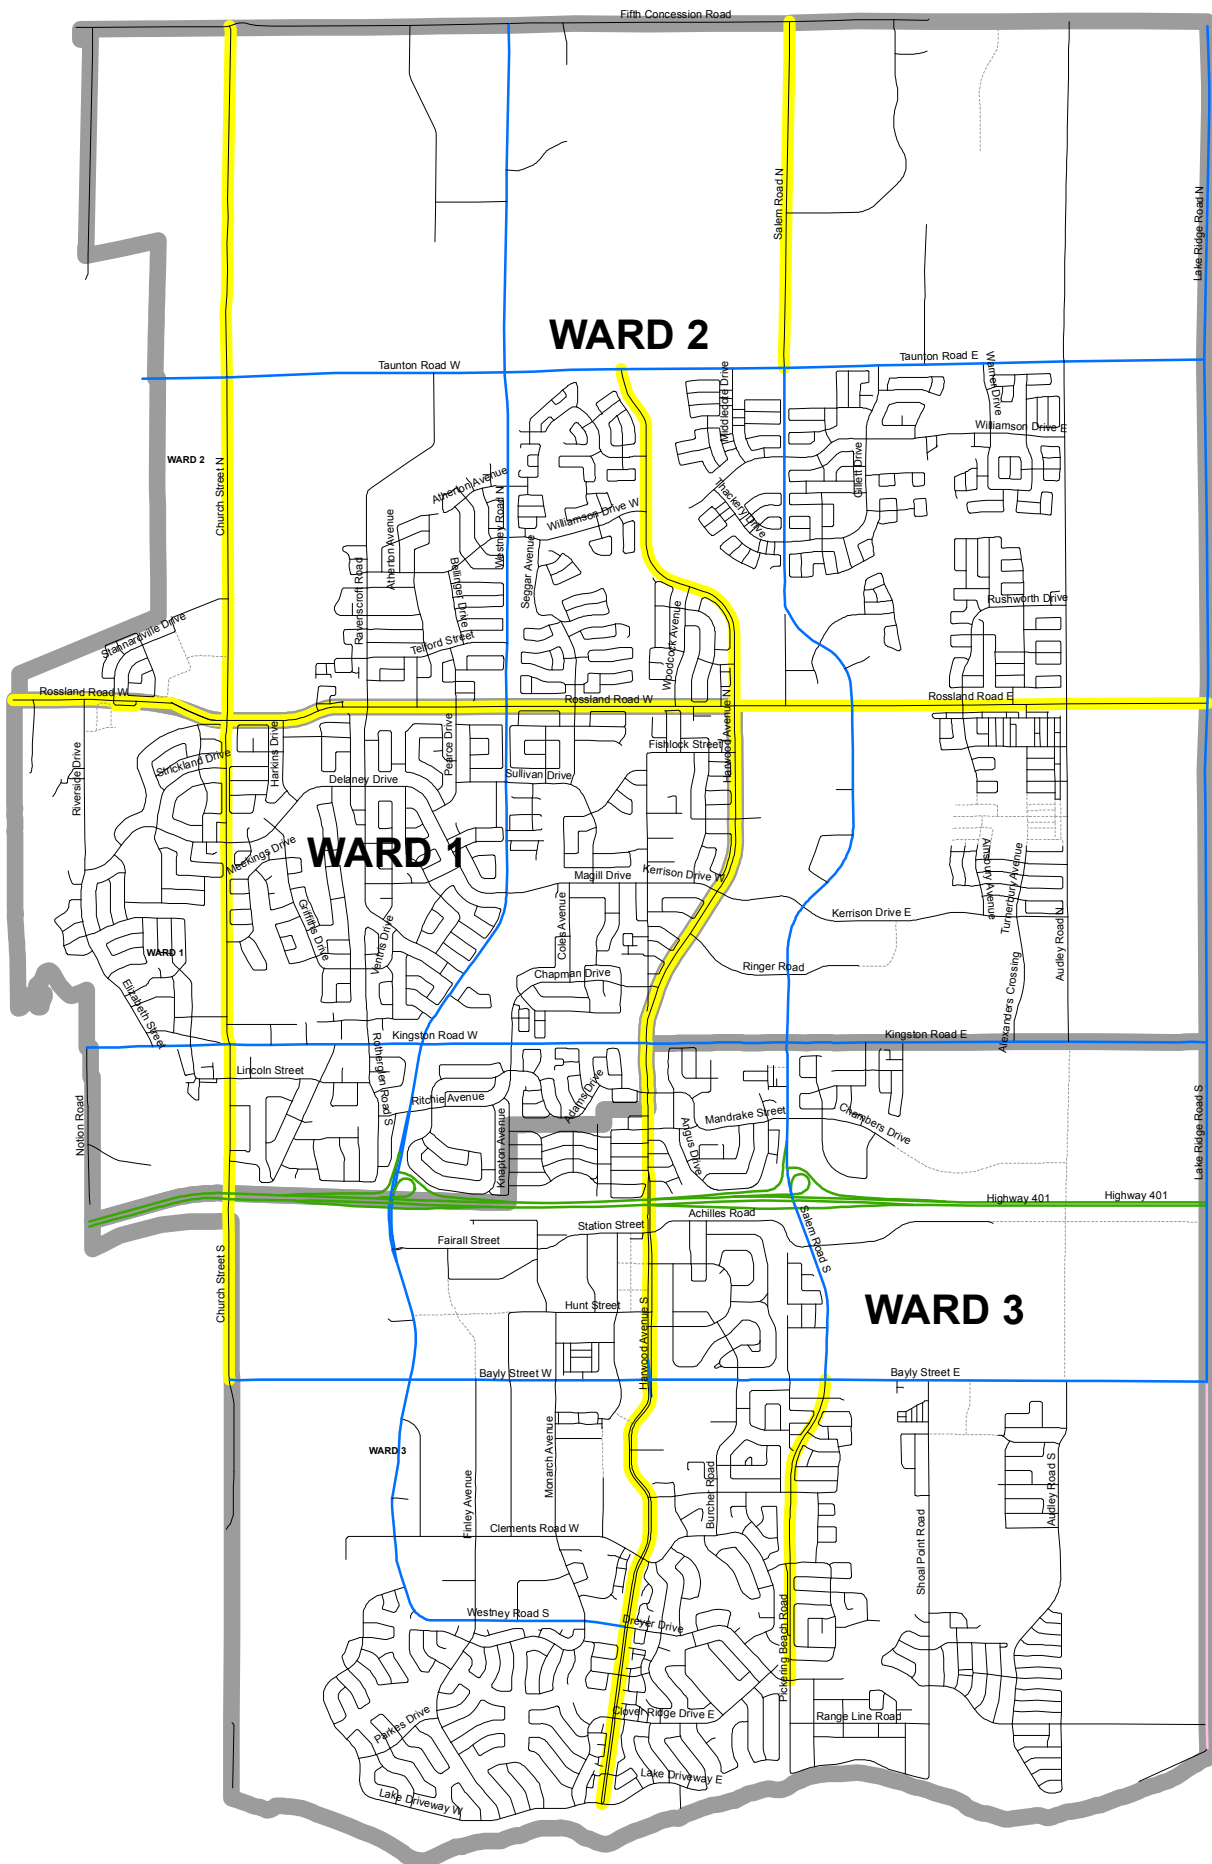 Fifth Concession Road
Salem Road N
Lake Ridge Road N
WARD 2
Taunton Road W
Taunton Road E
Warner Drive
Middlecote Drive
Williamson Drive E
WARD 2
Church Street N
Atherton Avenue
Westney Road N
Gillett Drive
Thackery Drive
Williamson Drive W
Atherton Avenue
Ravenscroft Road
Bellinger Drive
Seggar Avenue
Rushworth Drive
Stannardville Drive
Telford Street
Woodcock Avenue
Rossland Road W
Rossland Road W
Rossland Road E
Harwood Avenue N
Riverside Drive
Strickland Drive
Harkins Drive
Pearce Drive
Fishlock Street
Delaney Drive
Sullivan Drive
Meekings Drive
WARD 1
Magill Drive
Kerrison Drive W
Ainsbury Avenue
Turnerbury Avenue
Griffiths Drive
Ventris Drive
Coles Avenue
Kerrison Drive E
Audley Road N
WARD 1
Elizabeth Street
Chapman Drive
Ringer Road
Alexanders Crossing
Kingston Road W
Kingston Road E
Rotherglen Road S
Lincoln Street
Ritchie Avenue
Adams Drive
Notion Road
Knapton Avenue
Angus Drive
Mandrake Street
Chambers Drive
Lake Ridge Road S
Highway 401
Highway 401
Achilles Road
Station Street
Fairall Street
Salem Road S
Church Street S
Hunt Street
Harwood Avenue S
WARD 3
Bayly Street W
Bayly Street E
WARD 3
Monarch Avenue
Finley Avenue
Burcher Road
Clements Road W
Shoal Point Road
Audley Road S
Westney Road S
Dreyer Drive
Pickering Beach Road
Parkes Drive
Clover Ridge Drive E
Range Line Road
Lake Driveway E
Lake Driveway W